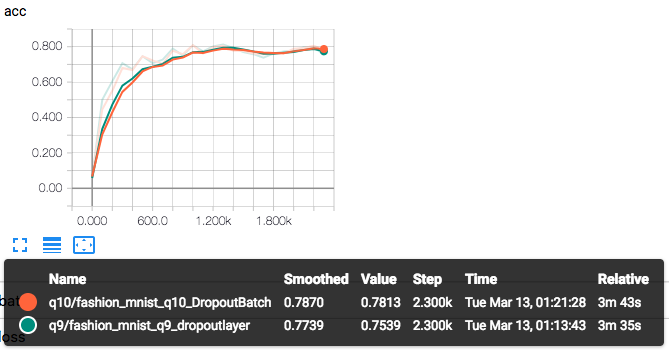 acc
0.800
0.600
0.400
0.200
0.00
0.000 600.0 1.200k 1.800k
Name Smoothed Value Step Time Relative
q10/fashion_mnist_q10_DropoutBatch 0.7870 0.7813 2.300k Tue Mar 13, 01:21:28 3m 43s
q9/fashion_mnist_q9_dropoutlayer 0.7739 0.7539 2.300k Tue Mar 13, 01:13:43 3m 35s
loss